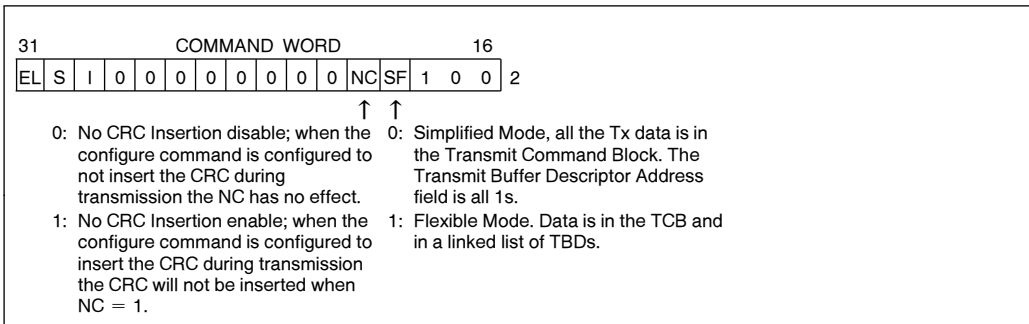 31 COMMAND WORD 16
EL S I 0 0 0 0 0 0 0 0 NC SF 1 0 0 2
↑ ↑
0: No CRC Insertion disable; when the 0: Simplified Mode, all the Tx data is in
configure command is configured to the Transmit Command Block. The
not insert the CRC during Transmit Buffer Descriptor Address
transmission the NC has no effect. field is all 1s.
1: No CRC Insertion enable; when the 1: Flexible Mode. Data is in the TCB and
configure command is configured to in a linked list of TBDs.
insert the CRC during transmission
the CRC will not be inserted when
NC = 1.